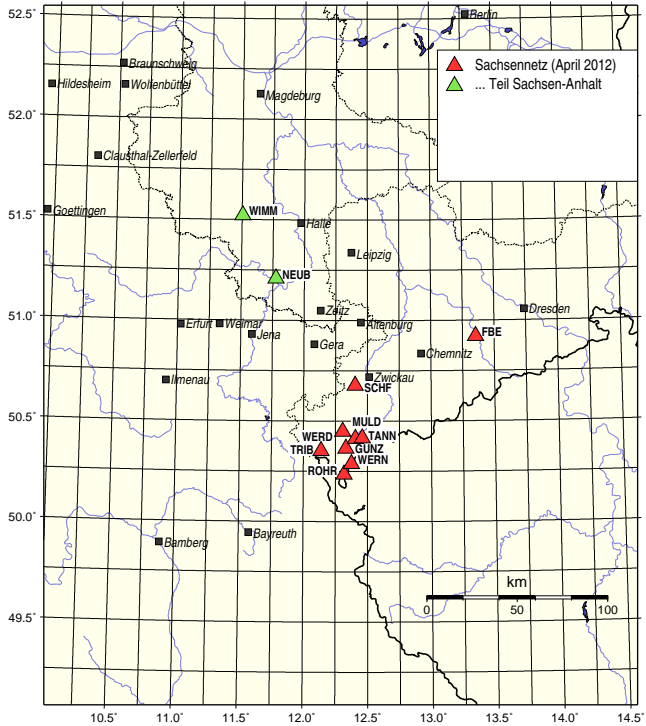 52.5°
Berlin
Braunschweig
Hildesheim
Wolfenbüttel
Magdeburg
Sachsennetz (April 2012)
... Teil Sachsen-Anhalt
52.0°
Clausthal-Zellerfeld
51.5°
Goettingen
WIMM
Halle
Leipzig
NEUB
51.0°
Zeitz
Dresden
Erfurt
Weimar
Jena
Altenburg
FBE
Gera
Chemnitz
Ilmenau
Zwickau
SCHF
50.5°
MULD
WERD
TANN
TRIB
GUNZ
WERN
ROHR
50.0°
Bamberg
Bayreuth
km
0 50 100
49.5°
10.5° 11.0° 11.5° 12.0° 12.5° 13.0° 13.5° 14.0° 14.5°